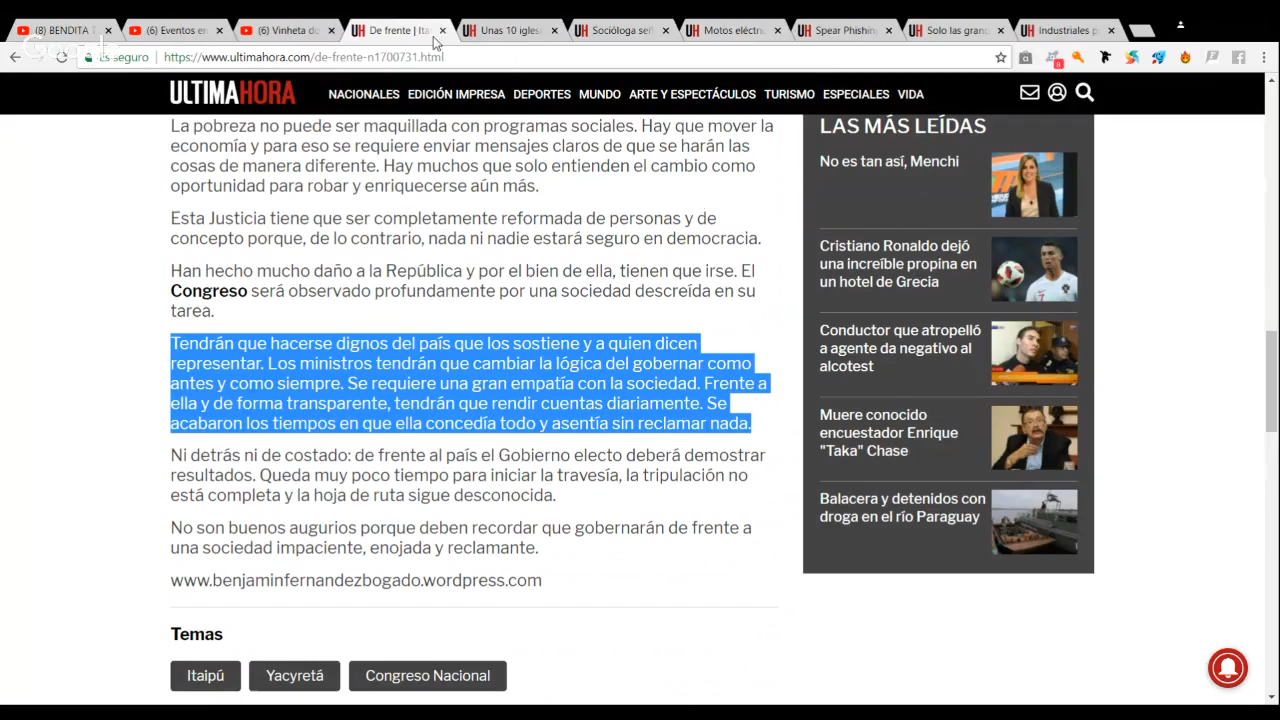 (8) BENDITA T
(6) Eventos en
(6) Vinheta de
De frente | Ita
Unas 10 igles
Socióloga señ
Motos eléctri
Spear Phishin
Solo las gran
Industriales p
Google
Es seguro
https://www.ultimahora.com/de-frente-n1700731.html
8
ULTIMAHORA
NACIONALES EDICIÓN IMPRESA DEPORTES MUNDO ARTE Y ESPECTÁCULOS TURISMO ESPECIALES VIDA
La pobreza no puede ser maquillada con programas sociales. Hay que mover la
economía y para eso se requiere enviar mensajes claros de que se harán las
cosas de manera diferente. Hay muchos que solo entienden el cambio como
oportunidad para robar y enriquecerse aún más.
Esta Justicia tiene que ser completamente reformada de personas y de
concepto porque, de lo contrario, nada ni nadie estará seguro en democracia.
Han hecho mucho daño a la República y por el bien de ella, tienen que irse. El
Congreso será observado profundamente por una sociedad descreída en su
tarea.
Tendrán que hacerse dignos del país que los sostiene y a quien dicen
representar. Los ministros tendrán que cambiar la lógica del gobernar como
antes y como siempre. Se requiere una gran empatía con la sociedad. Frente a
ella y de forma transparente, tendrán que rendir cuentas diariamente. Se
acabaron los tiempos en que ella concedía todo y asentía sin reclamar nada.
Ni detrás ni de costado: de frente al país el Gobierno electo deberá demostrar
resultados. Queda muy poco tiempo para iniciar la travesía, la tripulación no
está completa y la hoja de ruta sigue desconocida.
No son buenos augurios porque deben recordar que gobernarán de frente a
una sociedad impaciente, enojada y reclamante.
www.benjaminfernandezbogado.wordpress.com
Temas
Itaipú
Yacyretá
Congreso Nacional
LAS MÁS LEÍDAS
No es tan así, Menchi
Cristiano Ronaldo dejó
una increíble propina en
un hotel de Grecia
Conductor que atropelló
a agente da negativo al
alcotest
Muere conocido
encuestador Enrique
"Taka" Chase
Balacera y detenidos con
droga en el río Paraguay